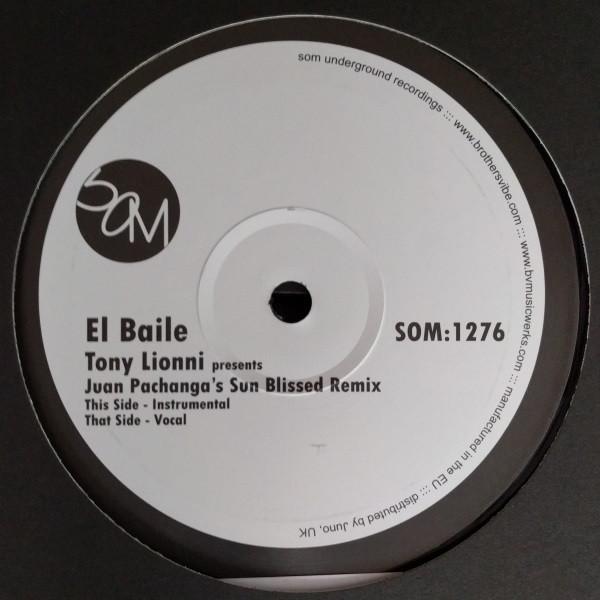 som underground recordings ::: www.brothersvibe.com ::: www.bvmusicwerks.com ::: manufactured in the EU ::: distributed by Juno, UK
SOM
El Baile
SOM:1276
Tony Lionni presents
Juan Pachanga's Sun Blissed Remix
This Side - Instrumental
That Side - Vocal